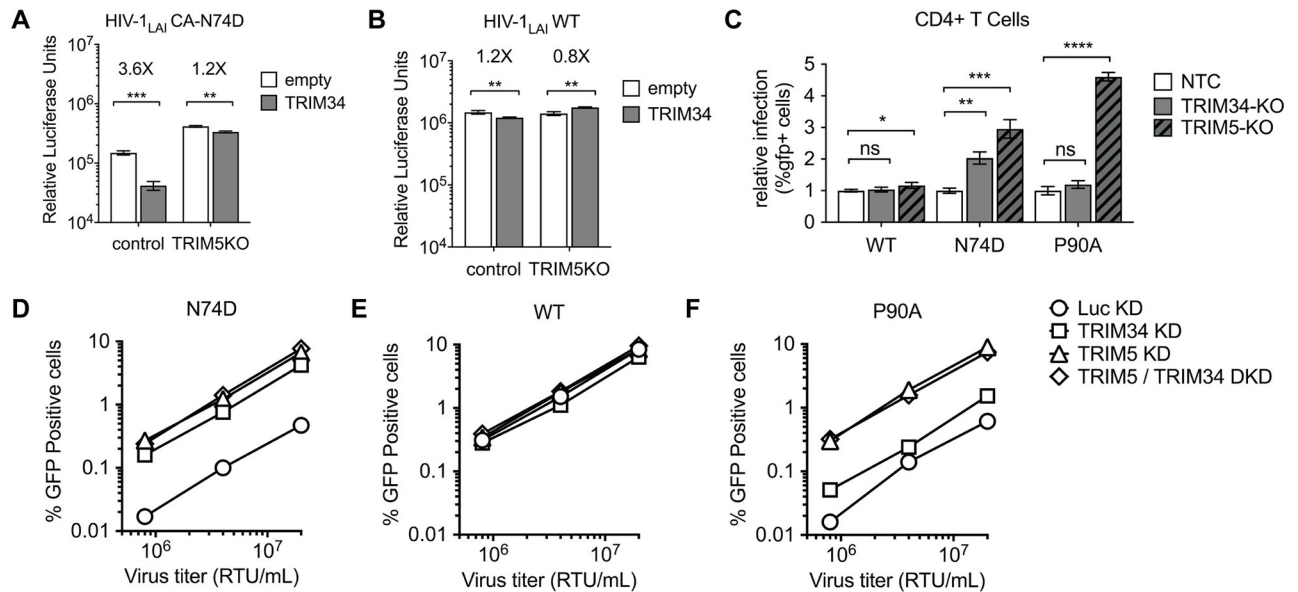 A
HIV-1LAI CA-N74D
Relative Luciferase Units
10⁷
10⁶
10⁵
10⁴
3.6X
1.2X
***
**
control
TRIM5KO
empty
TRIM34
B
HIV-1LAI WT
Relative Luciferase Units
10⁷
10⁶
10⁵
10⁴
1.2X
0.8X
**
**
control
TRIM5KO
empty
TRIM34
C
CD4+ T Cells
relative infection
(%gfp+ cells)
5
4
3
2
1
0
*
ns
***
**
****
ns
WT
N74D
P90A
NTC
TRIM34-KO
TRIM5-KO
D
N74D
% GFP Positive cells
10
1
0.1
0.01
10⁶
10⁷
Virus titer (RTU/mL)
E
WT
% GFP Positive cells
10
1
0.1
0.01
10⁶
10⁷
Virus titer (RTU/mL)
F
P90A
% GFP Positive cells
10
1
0.1
0.01
10⁶
10⁷
Virus titer (RTU/mL)
Luc KD
TRIM34 KD
TRIM5 KD
TRIM5 / TRIM34 DKD